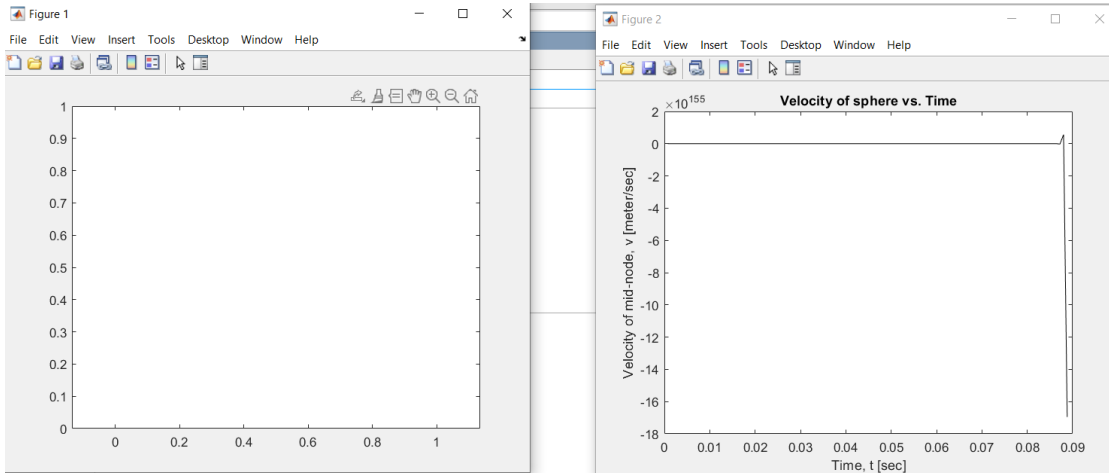 Figure 1
File Edit View Insert Tools Desktop Window Help
1
0.9
0.8
0.7
0.6
0.5
0.4
0.3
0.2
0.1
0
0 0.2 0.4 0.6 0.8 1
Figure 2
File Edit View Insert Tools Desktop Window Help
×10^155
Velocity of sphere vs. Time
2
0
-2
-4
-6
-8
-10
-12
-14
-16
-18
Velocity of mid-node, v [meter/sec]
0 0.01 0.02 0.03 0.04 0.05 0.06 0.07 0.08 0.09
Time, t [sec]